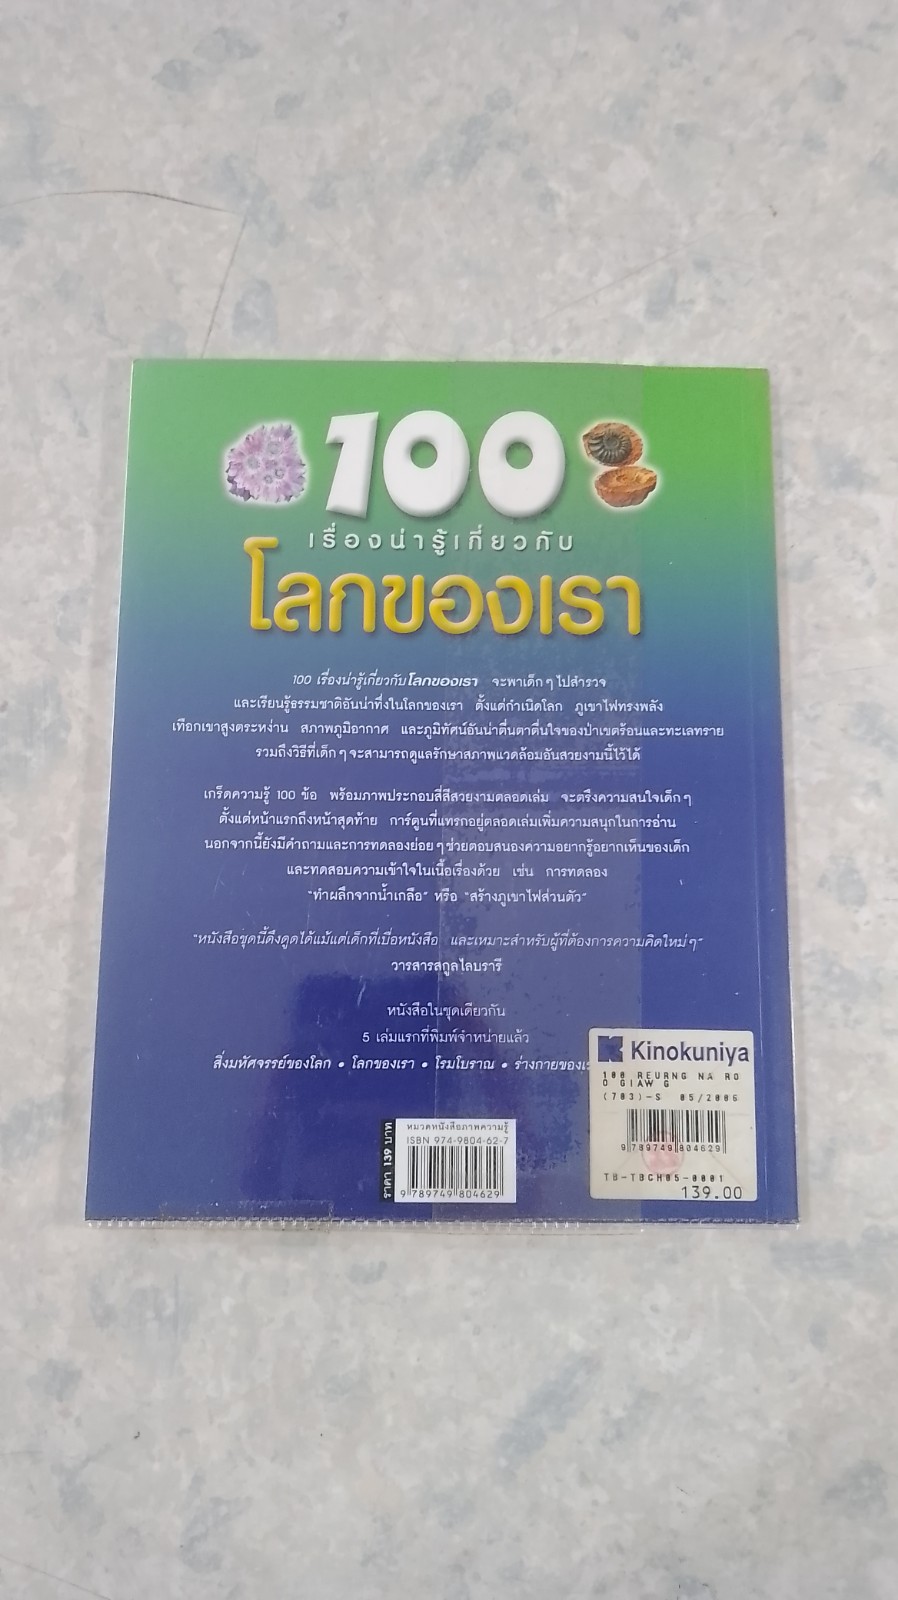 100
เรื่องน่ารู้เกี่ยวกับ
โลกของเรา
100 เรื่องน่ารู้เกี่ยวกับโลกของเรา จะพาเด็ก ๆ ไปสำรวจ
และเรียนรู้ธรรมชาติอันน่าทึ่งในโลกของเรา ตั้งแต่กำเนิดโลก ภูเขาไฟทรงพลัง
เทือกเขาสูงตระหง่าน สภาพภูมิอากาศ และภูมิทัศน์อันน่าตื่นตาตื่นใจของป่าเขตร้อนและทะเลทราย
รวมถึงวิธีที่เด็ก ๆ จะสามารถดูแลรักษาสภาพแวดล้อมอันสวยงามนี้ไว้ได้
เกร็ดความรู้ 100 ข้อ พร้อมภาพประกอบสี่สีสวยงามตลอดเล่ม จะตรึงความสนใจเด็ก ๆ
ตั้งแต่หน้าแรกถึงหน้าสุดท้าย การ์ตูนที่แทรกอยู่ตลอดเล่มเพิ่มความสนุกในการอ่าน
นอกจากนี้ยังมีคำถามและการทดลองย่อย ๆ ช่วยตอบสนองความอยากรู้อยากเห็นของเด็ก
และทดสอบความเข้าใจในเนื้อเรื่องด้วย เช่น การทดลอง
"ทำผลึกจากน้ำเกลือ" หรือ "สร้างภูเขาไฟส่วนตัว"
"หนังสือชุดนี้ดึงดูดได้แม้แต่เด็กที่เบื่อหนังสือ และเหมาะสำหรับผู้ที่ต้องการความคิดใหม่ ๆ"
วารสารสกูลไลบรารี
หนังสือในชุดเดียวกัน
5 เล่มแรกที่พิมพ์จำหน่ายแล้ว
สิ่งมหัศจรรย์ของโลก • โลกของเรา • โรมโบราณ • ร่างกายของเ
Kinokuniya
100 REURNG NA RO
O GIAW G
(703)-S 05/2006
9 789749 804629
TB-TBCH05-0001
139.00
หมวดหนังสือภาพความรู้
ISBN 974-9804-62-7
ราคา 139 บาท
9 789749 804629